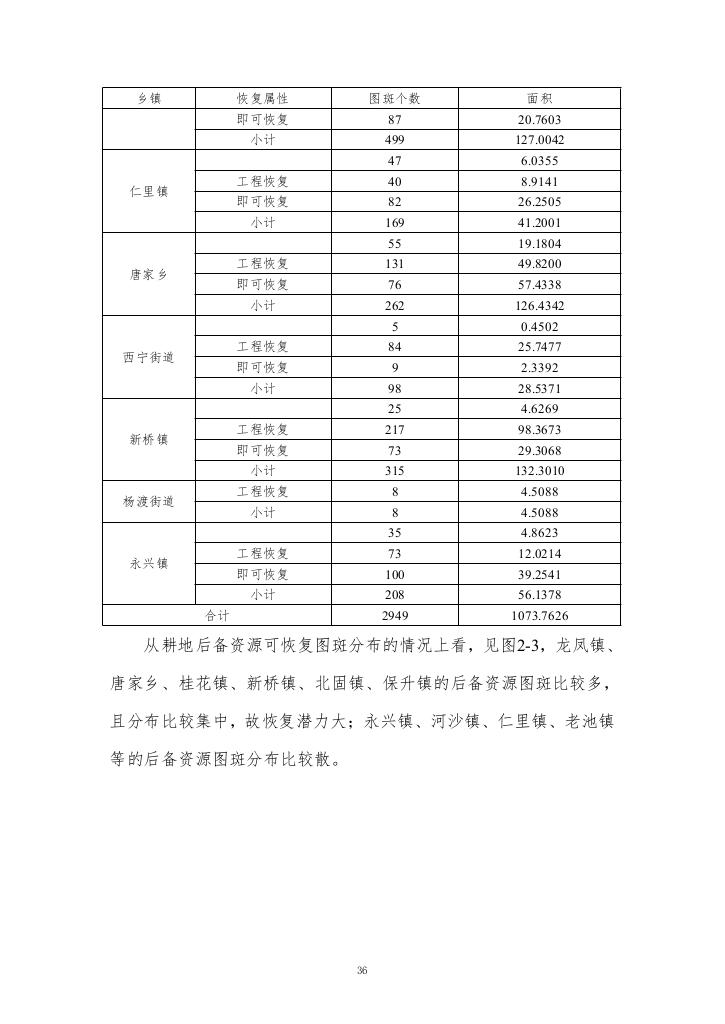 乡镇 恢复属性 图斑个数 面积
即可恢复 87 20.7603
小计 499 127.0042
47 6.0355
工程恢复 40 8.9141
仁里镇
即可恢复 82 26.2505
小计 169 41.2001
55 19.1804
工程恢复 131 49.8200
唐家乡
即可恢复 76 57.4338
小计 262 126.4342
5 0.4502
工程恢复 84 25.7477
西宁街道
即可恢复 9 2.3392
小计 98 28.5371
25 4.6269
工程恢复 217 98.3673
新桥镇
即可恢复 73 29.3068
小计 315 132.3010
工程恢复 8 4.5088
杨渡街道
小计 8 4.5088
35 4.8623
工程恢复 73 12.0214
永兴镇
即可恢复 100 39.2541
小计 208 56.1378
合计 2949 1073.7626
从耕地后备资源可恢复图斑分布的情况上看，见图2-3，龙凤镇、
唐家乡、桂花镇、新桥镇、北固镇、保升镇的后备资源图斑比较多，
且分布比较集中，故恢复潜力大；永兴镇、河沙镇、仁里镇、老池镇
等的后备资源图斑分布比较散。
36